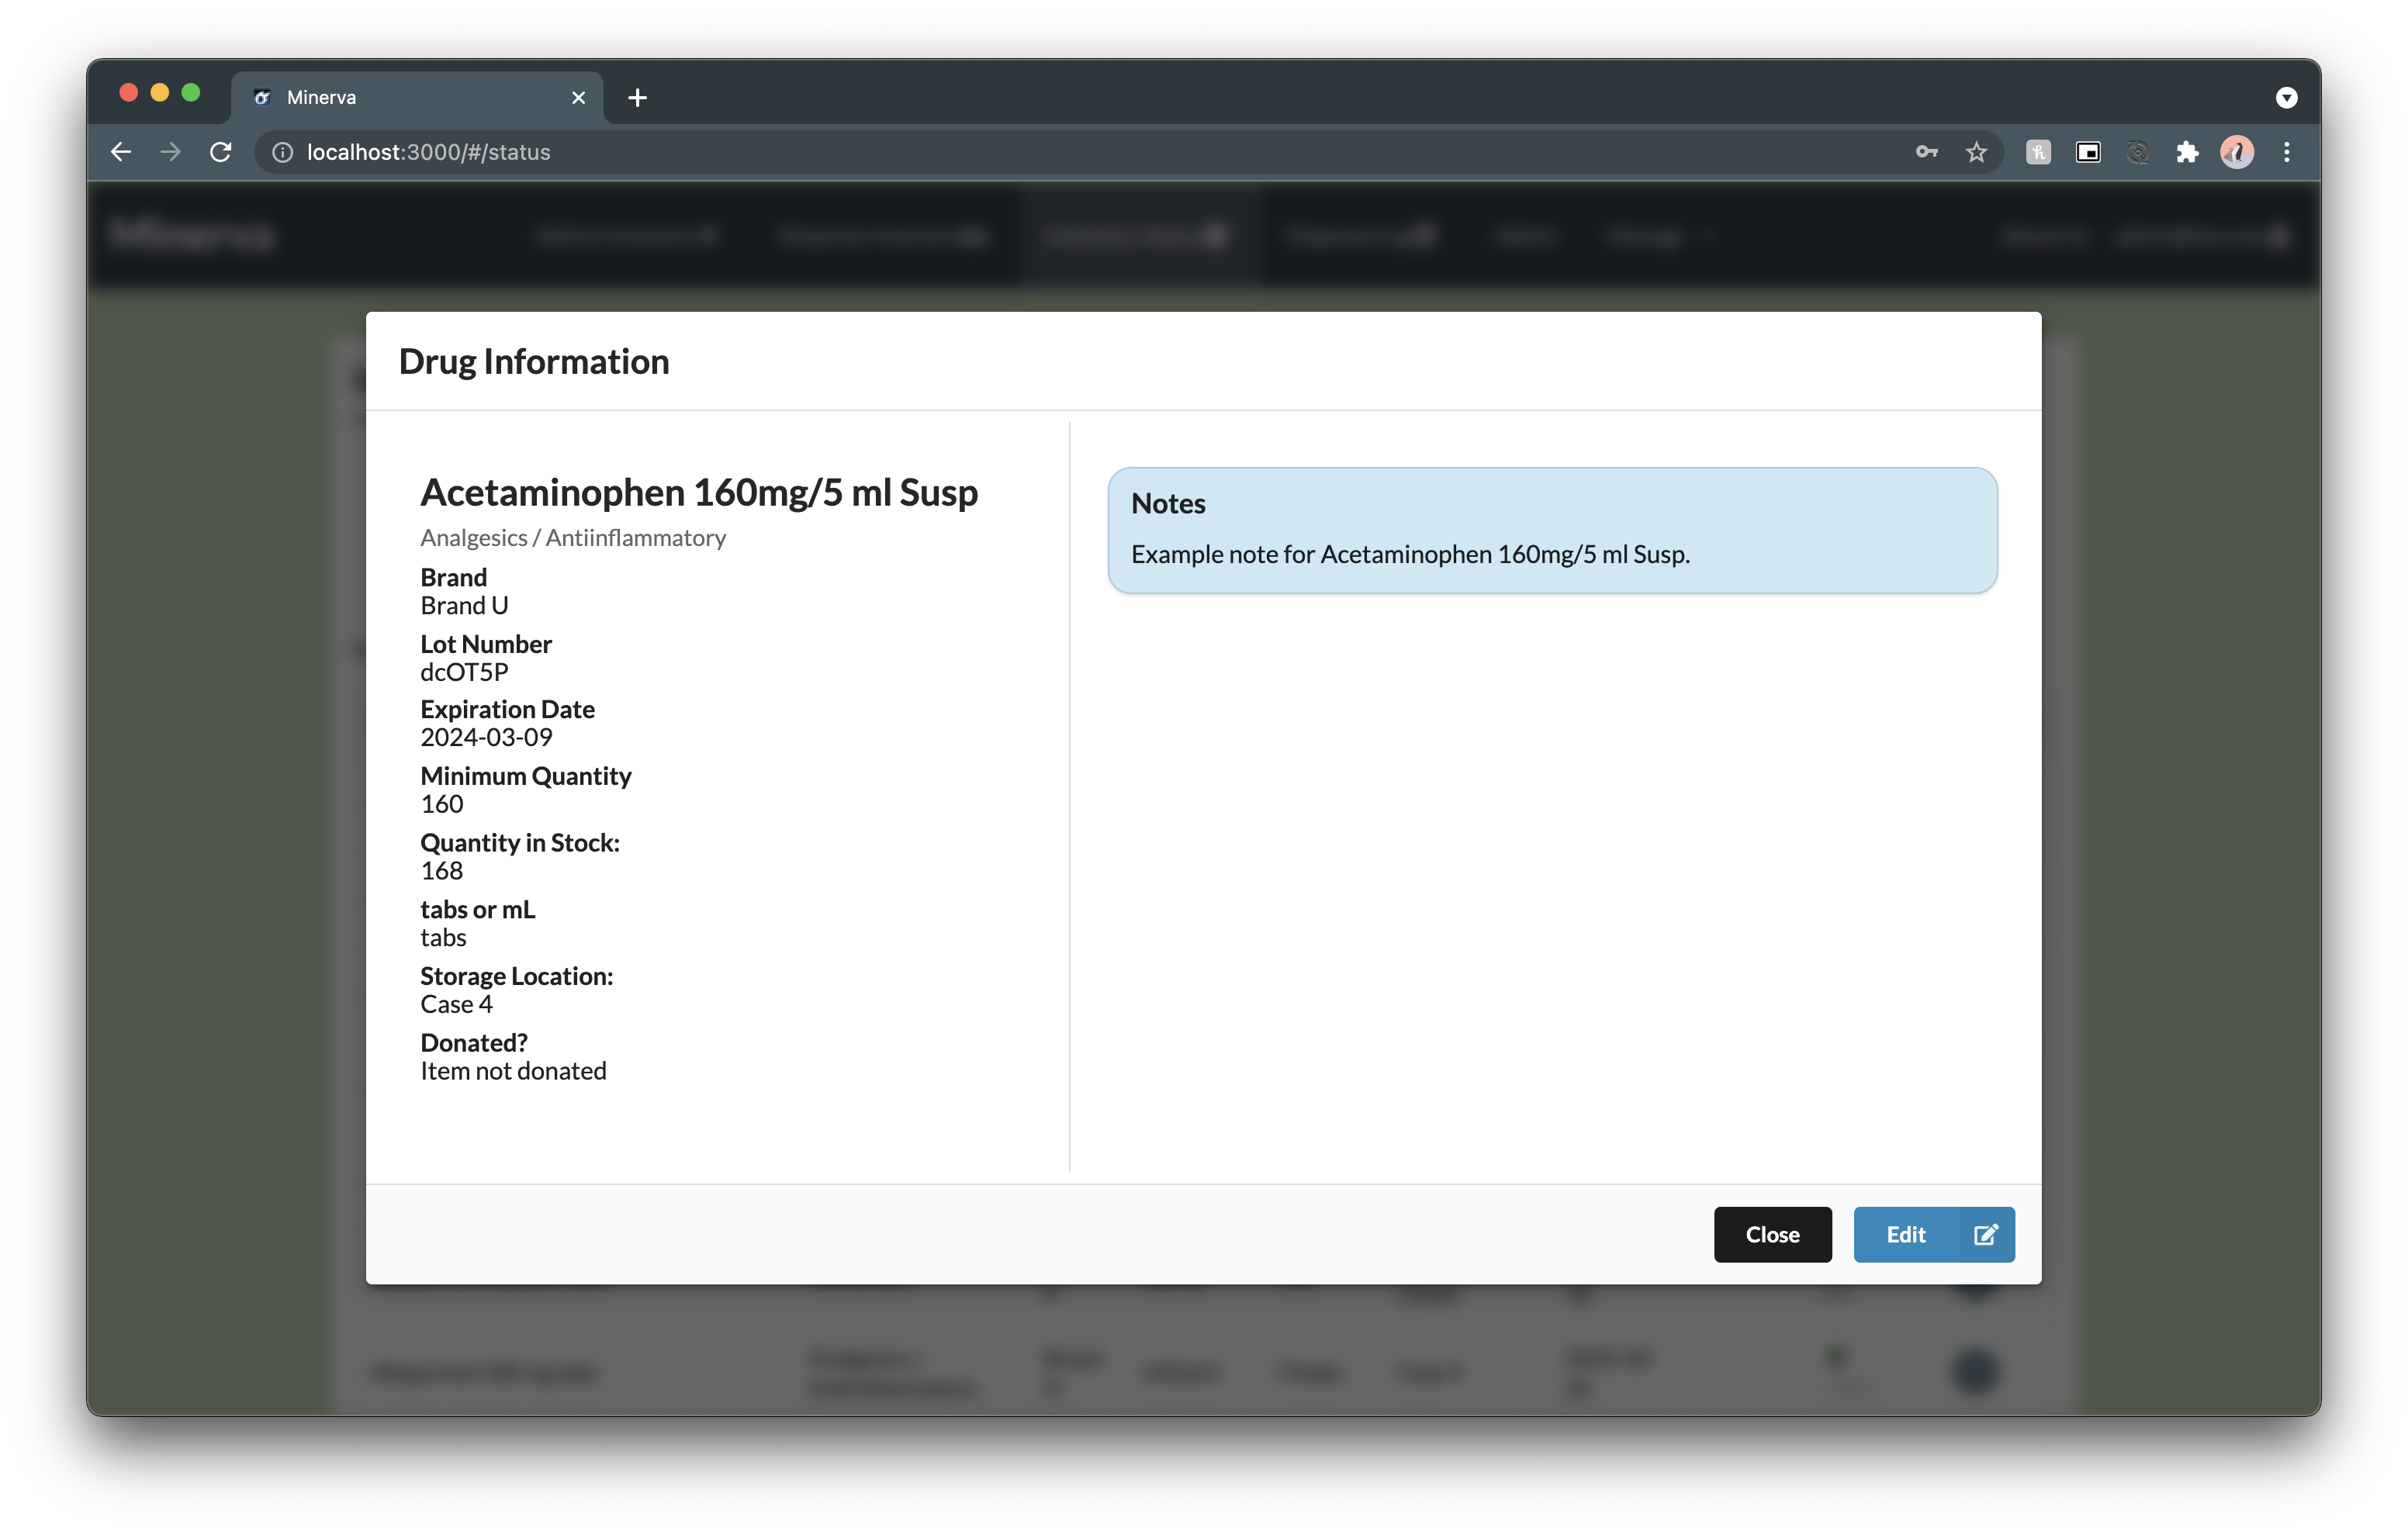 Minerva
localhost:3000/#/status
Minerva
Drug Information
Acetaminophen 160mg/5 ml Susp
Analgesics / Antiinflammatory
Brand
Brand U
Lot Number
dcOT5P
Expiration Date
2024-03-09
Minimum Quantity
160
Quantity in Stock:
168
tabs or mL
tabs
Storage Location:
Case 4
Donated?
Item not donated
Notes
Example note for Acetaminophen 160mg/5 ml Susp.
Close
Edit